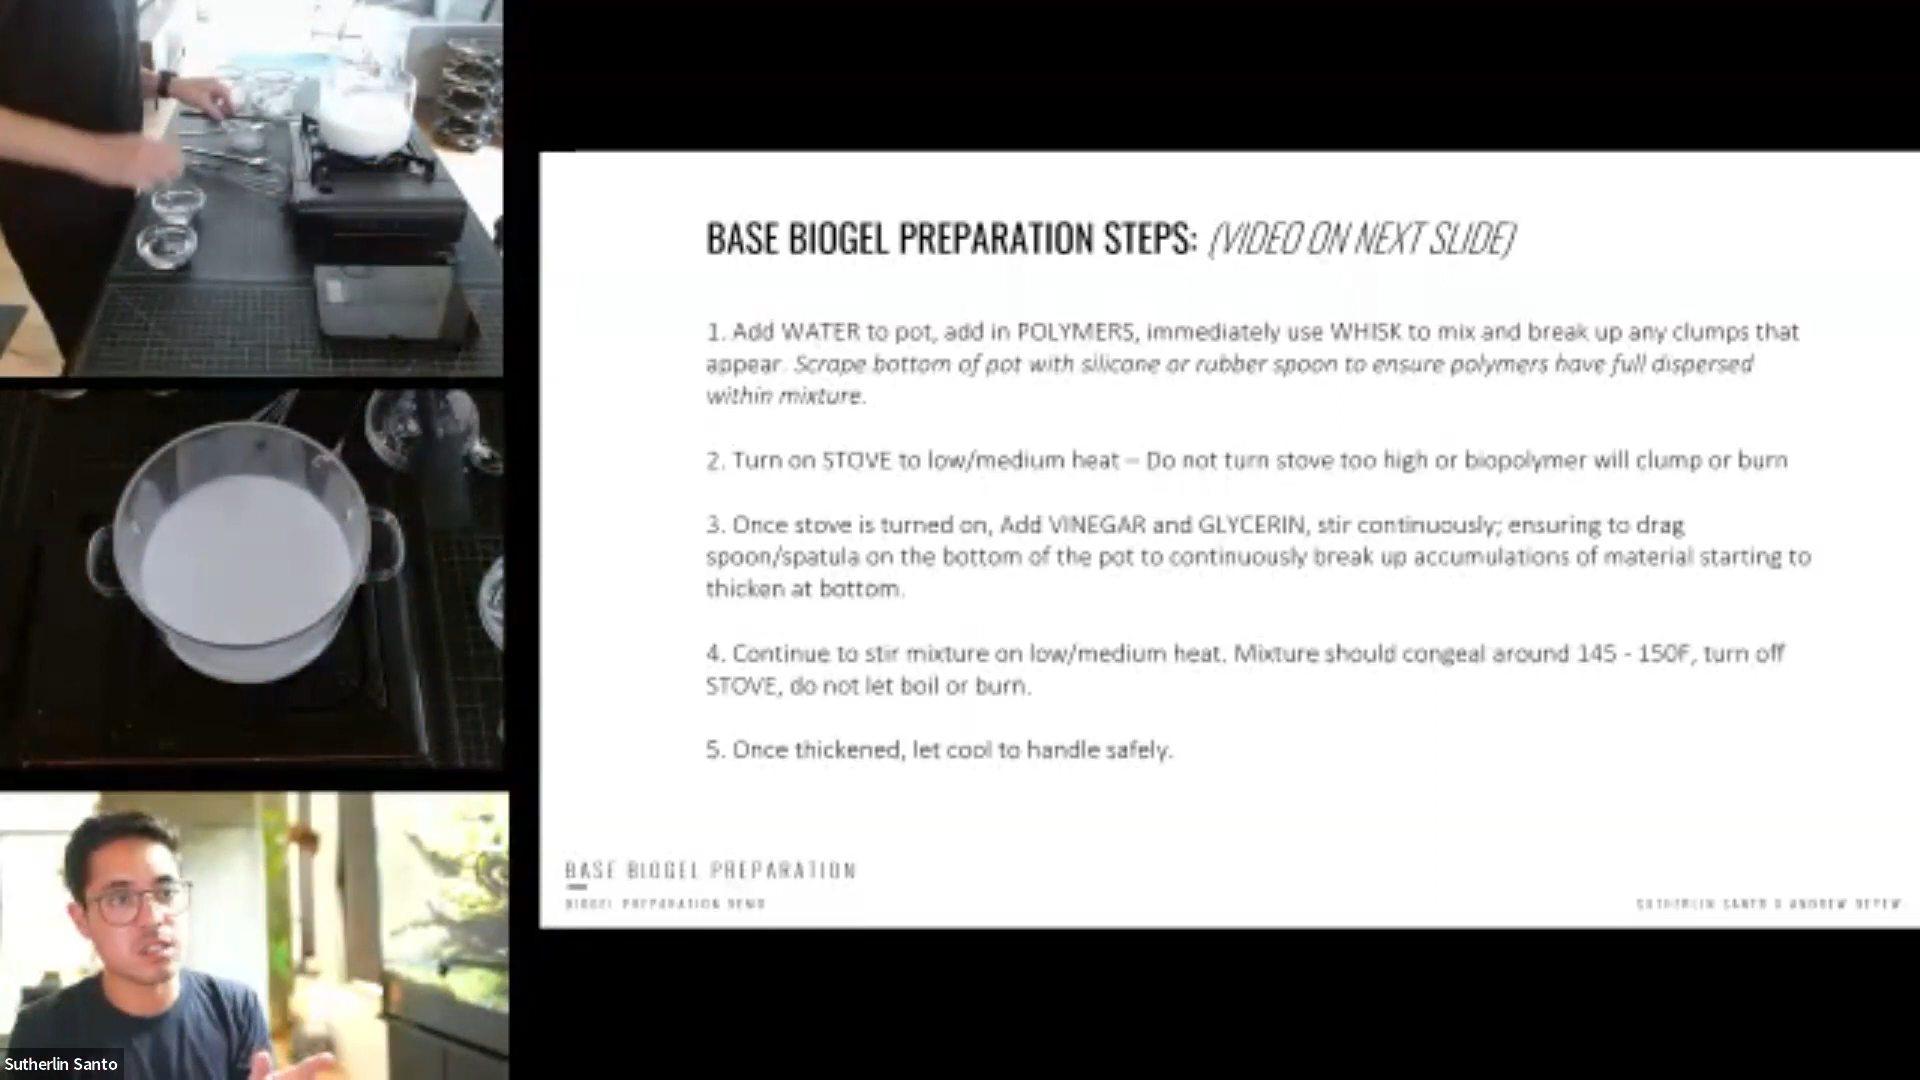 BASE BIOGEL PREPARATION STEPS: (VIDEO ON NEXT SLIDE)
1. Add WATER to pot, add in POLYMERS, immediately use WHISK to mix and break up any clumps that
appear. Scrape bottom of pot with silicone or rubber spoon to ensure polymers have full dispersed
within mixture.
2. Turn on STOVE to low/medium heat – Do not turn stove too high or biopolymer will clump or burn
3. Once stove is turned on, Add VINEGAR and GLYCERIN, stir continuously; ensuring to drag
spoon/spatula on the bottom of the pot to continuously break up accumulations of material starting to
thicken at bottom.
4. Continue to stir mixture on low/medium heat. Mixture should congeal around 145 - 150F, turn off
STOVE, do not let boil or burn.
5. Once thickened, let cool to handle safely.
BASE BIOGEL PREPARATION
BIOGEL PREPARATION DEMO
SUTHERLIN SANTO
Sutherlin Santo